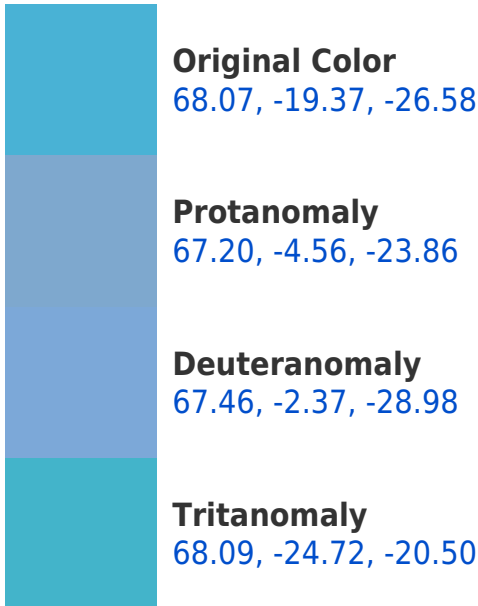 Original Color
68.07, -19.37, -26.58
Protanomaly
67.20, -4.56, -23.86
Deuteranomaly
67.46, -2.37, -28.98
Tritanomaly
68.09, -24.72, -20.50